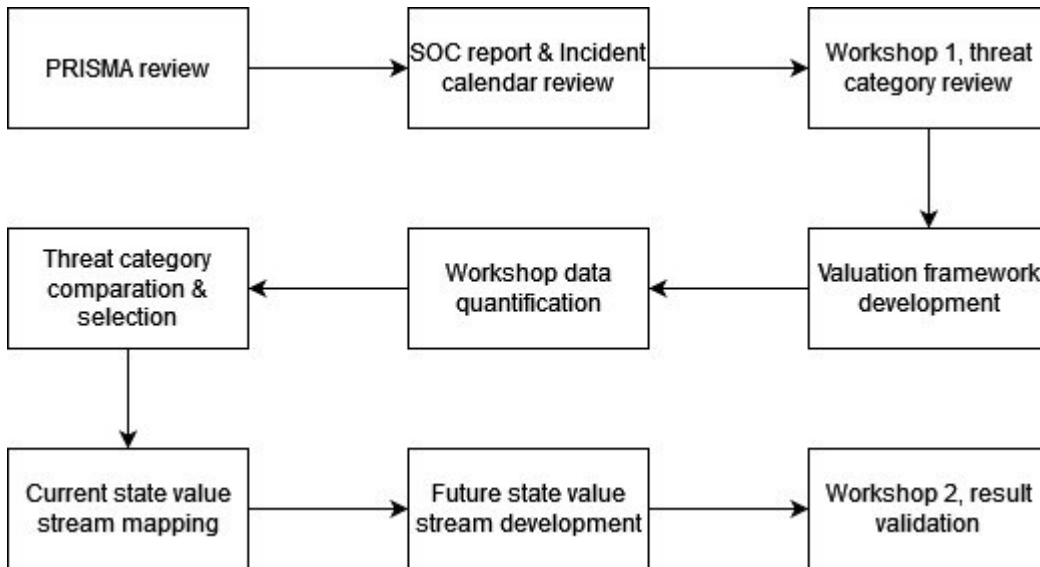 PRISMA review
SOC report & Incident
calendar review
Workshop 1, threat
category review
Valuation framework
development
Workshop data
quantification
Threat category
comparation &
selection
Current state value
stream mapping
Future state value
stream development
Workshop 2, result
validation